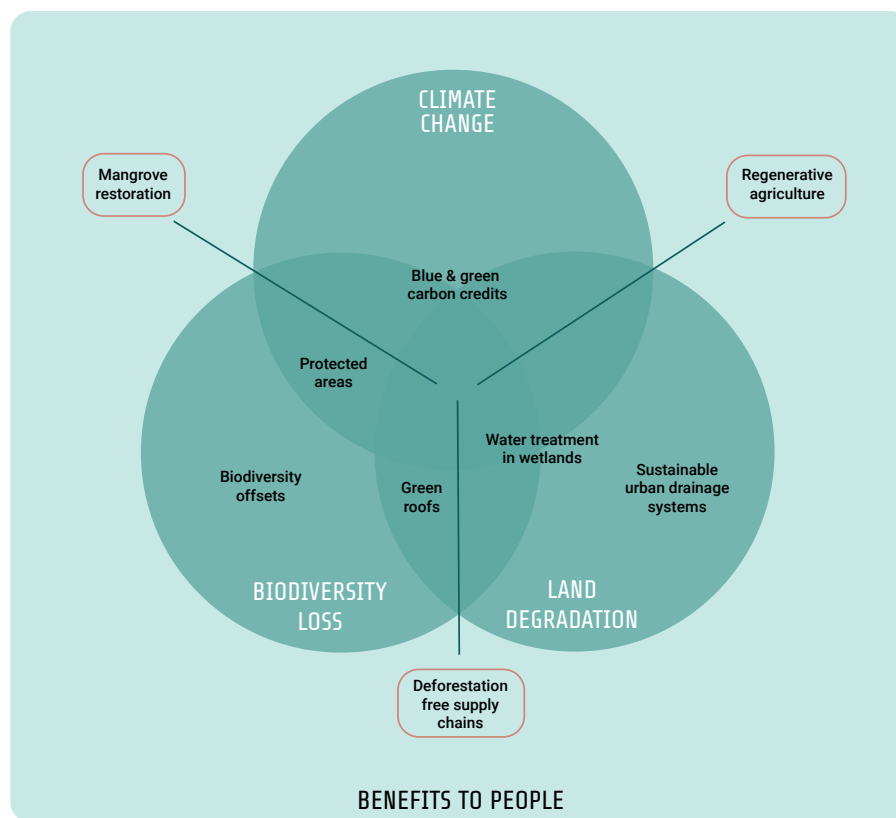 CLIMATE
CHANGE
Mangrove
restoration
Regenerative
agriculture
Blue & green
carbon credits
Protected
areas
Water treatment
in wetlands
Biodiversity
offsets
Green
roofs
Sustainable
urban drainage
systems
BIODIVERSITY
LOSS
LAND
DEGRADATION
Deforestation
free supply
chains
BENEFITS TO PEOPLE